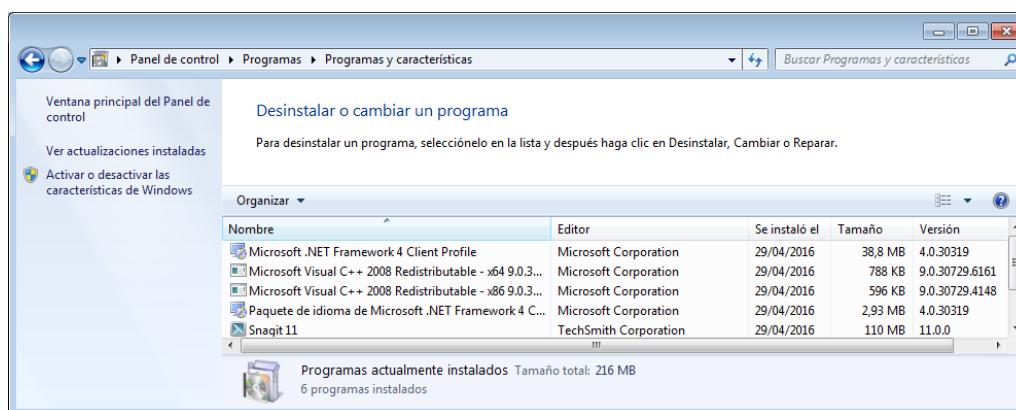 Panel de control ▸ Programas ▸ Programas y características
Buscar Programas y características
Ventana principal del Panel de
control
Ver actualizaciones instaladas
Activar o desactivar las
características de Windows
Desinstalar o cambiar un programa
Para desinstalar un programa, selecciónelo en la lista y después haga clic en Desinstalar, Cambiar o Reparar.
Organizar
Nombre Editor Se instaló el Tamaño Versión
Microsoft .NET Framework 4 Client Profile Microsoft Corporation 29/04/2016 38,8 MB 4.0.30319
Microsoft Visual C++ 2008 Redistributable - x64 9.0.3... Microsoft Corporation 29/04/2016 788 KB 9.0.30729.6161
Microsoft Visual C++ 2008 Redistributable - x86 9.0.3... Microsoft Corporation 29/04/2016 596 KB 9.0.30729.4148
Paquete de idioma de Microsoft .NET Framework 4 C... Microsoft Corporation 29/04/2016 2,93 MB 4.0.30319
Snagit 11 TechSmith Corporation 29/04/2016 110 MB 11.0.0
Programas actualmente instalados Tamaño total: 216 MB
6 programas instalados